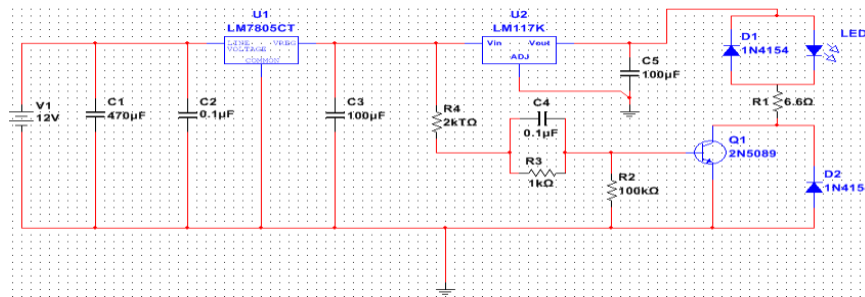 U1
LM7805CT
LINE VREG
VOLTAGE
COMMON
U2
LM117K
Vin Vout
ADJ
D1
1N4154
LED
C5
100µF
V1
12V
C1
470µF
C2
0.1µF
C3
100µF
R4
2kTΩ
C4
0.1µF
R3
1kΩ
R1
6.6Ω
Q1
2N5089
R2
100kΩ
D2
1N415